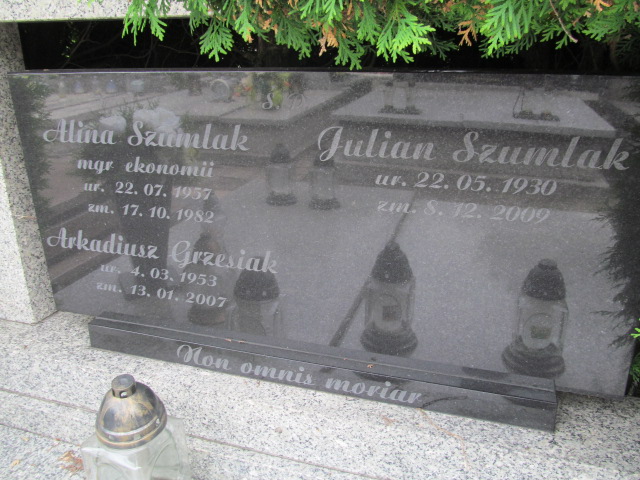 Alina Szumlak
mgr ekonomii
ur. 22. 07. 1957
zm. 17. 10. 1982
Arkadiusz Grzesiak
ur. 4. 03. 1953
zm. 13. 01. 2007
Julian Szumlak
ur. 22. 05. 1930
zm. 8. 12. 2009
Non omnis moriar